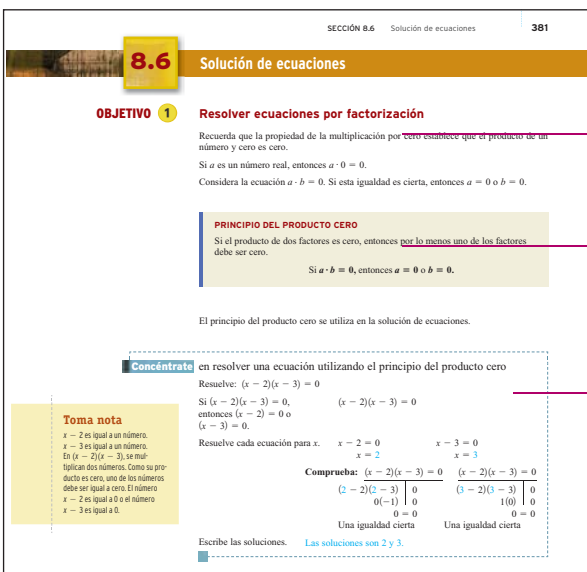 SECCIÓN 8.6 Solución de ecuaciones 381
8.6 Solución de ecuaciones
OBJETIVO 1 Resolver ecuaciones por factorización
Recuerda que la propiedad de la multiplicación por cero establece que el producto de un
número y cero es cero.
Si a es un número real, entonces a · 0 = 0.
Considera la ecuación a · b = 0. Si esta igualdad es cierta, entonces a = 0 o b = 0.
PRINCIPIO DEL PRODUCTO CERO
Si el producto de dos factores es cero, entonces por lo menos uno de los factores
debe ser cero.
Si a · b = 0, entonces a = 0 o b = 0.
El principio del producto cero se utiliza en la solución de ecuaciones.
Concéntrate en resolver una ecuación utilizando el principio del producto cero
Resuelve: (x − 2)(x − 3) = 0
Si (x − 2)(x − 3) = 0, (x − 2)(x − 3) = 0
entonces (x − 2) = 0 o
(x − 3) = 0.
Resuelve cada ecuación para x. x − 2 = 0 x − 3 = 0
x = 2 x = 3
Comprueba: (x − 2)(x − 3) = 0 (x − 2)(x − 3) = 0
(2 − 2)(2 − 3) | 0 (3 − 2)(3 − 3) | 0
0(−1) | 0 1(0) | 0
0 = 0 0 = 0
Una igualdad cierta Una igualdad cierta
Escribe las soluciones. Las soluciones son 2 y 3.
Toma nota
x − 2 es igual a un número.
x − 3 es igual a un número.
En (x − 2)(x − 3), se mul-
tiplican dos números. Como su pro-
ducto es cero, uno de los números
debe ser igual a cero. El número
x − 2 es igual a 0 o el número
x − 3 es igual a 0.